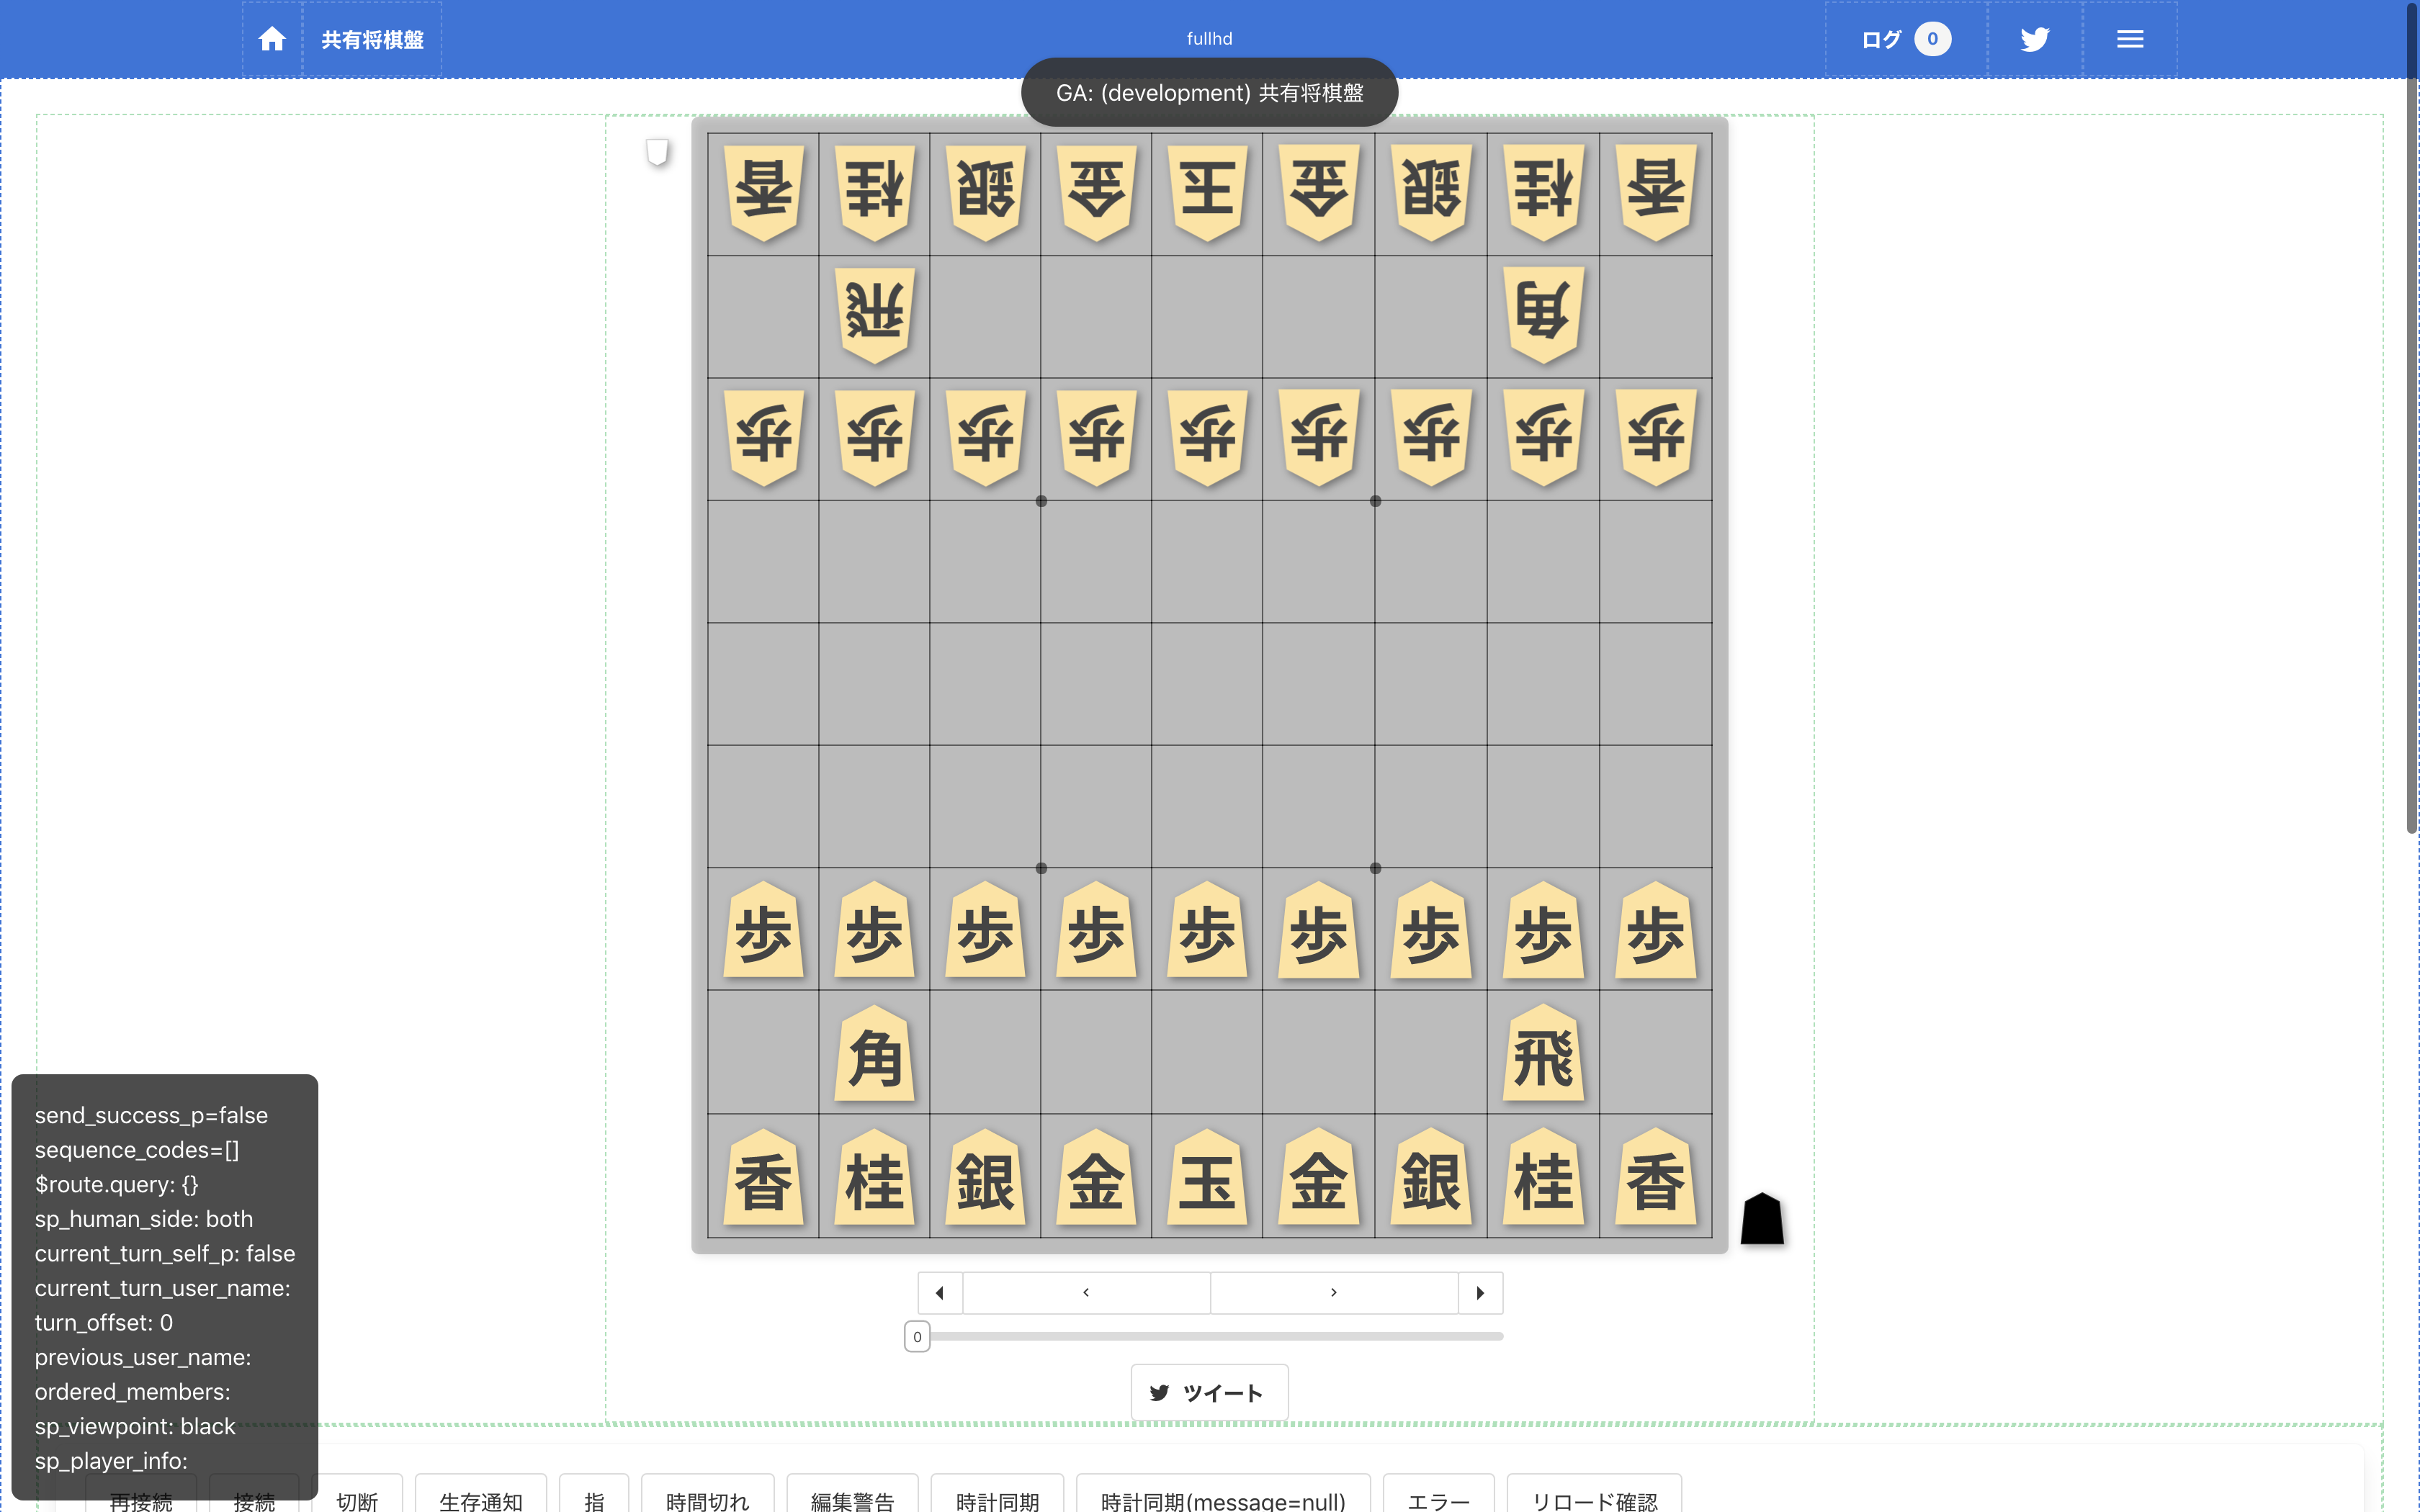 共有将棋盤
fullhd
ログ 0
GA: (development) 共有将棋盤
香 桂 銀 金 玉 金 銀 桂 香
飛 角
歩 歩 歩 歩 歩 歩 歩 歩 歩
歩 歩 歩 歩 歩 歩 歩 歩 歩
角 飛
香 桂 銀 金 玉 金 銀 桂 香
0
ツイート
send_success_p=false
sequence_codes=[]
$route.query: {}
sp_human_side: both
current_turn_self_p: false
current_turn_user_name:
turn_offset: 0
previous_user_name:
ordered_members:
sp_viewpoint: black
sp_player_info:
再接続 接続 切断 生存通知 指 時間切れ 編集警告 時計同期 時計同期(message=null) エラー リロード確認